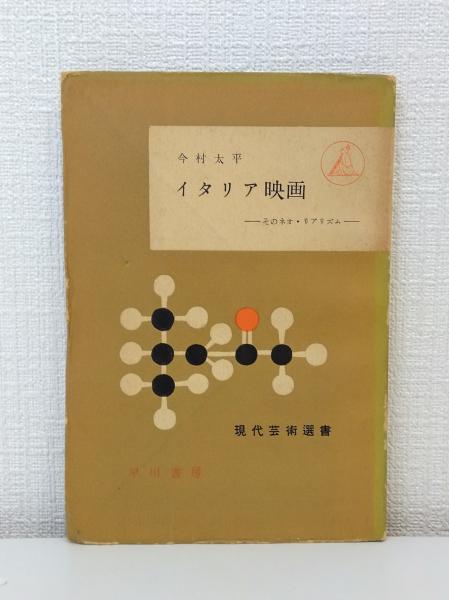 今村太平
イタリア映画
——そのネオ・リアリズム——
現代芸術選書
早川書房